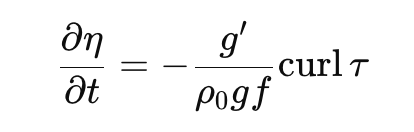 ∂η/∂t = − g′/(ρ₀gf) curl τ